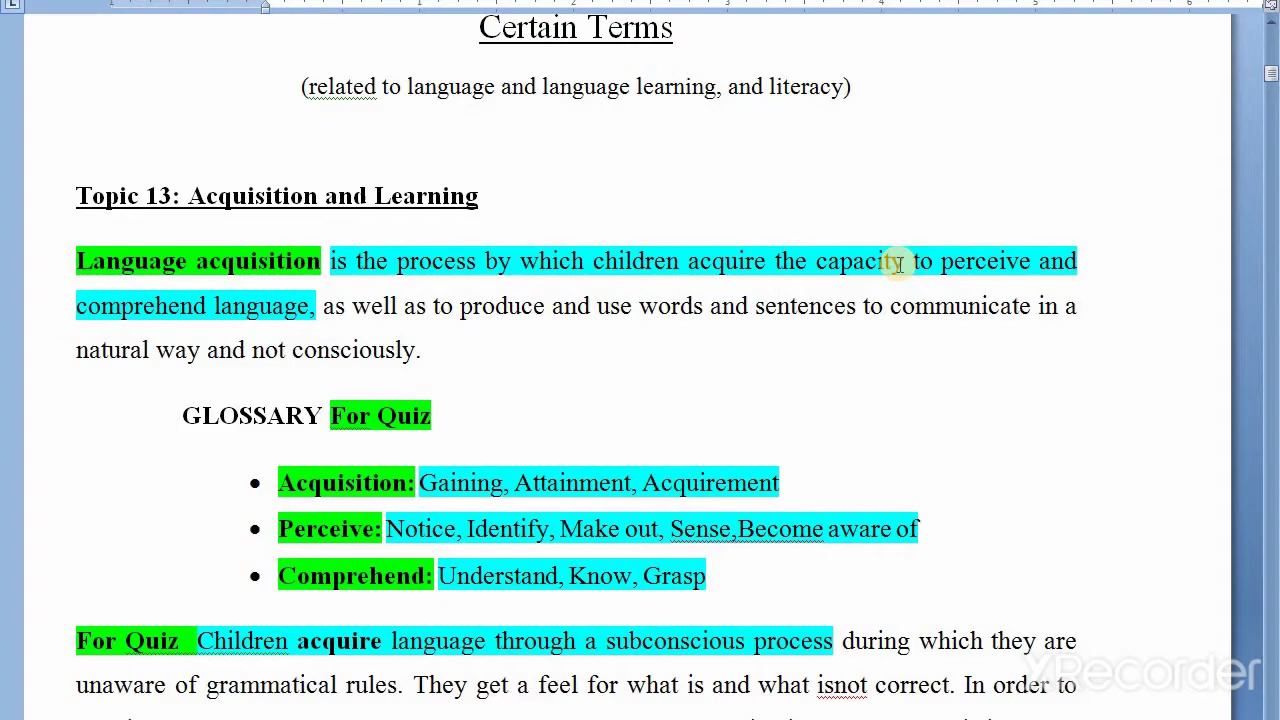 Certain Terms
(related to language and language learning, and literacy)
Topic 13: Acquisition and Learning
Language acquisition is the process by which children acquire the capacity to perceive and
comprehend language, as well as to produce and use words and sentences to communicate in a
natural way and not consciously.
GLOSSARY For Quiz
• Acquisition: Gaining, Attainment, Acquirement
• Perceive: Notice, Identify, Make out, Sense,Become aware of
• Comprehend: Understand, Know, Grasp
For Quiz Children acquire language through a subconscious process during which they are
unaware of grammatical rules. They get a feel for what is and what isnot correct. In order to
XRecorder